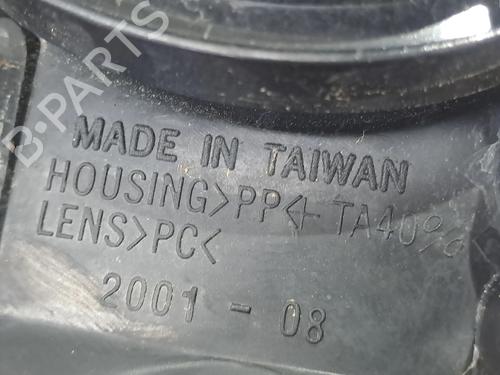 B·PARTS
MADE IN TAIWAN
HOUSING>PP<+TA40%
LENS>PC<
2001 - 08